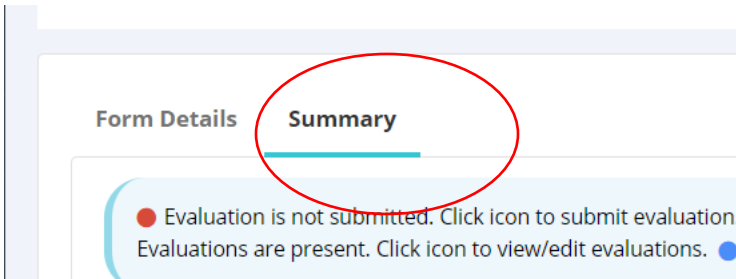 Form Details Summary
Evaluation is not submitted. Click icon to submit evaluation
Evaluations are present. Click icon to view/edit evaluations.